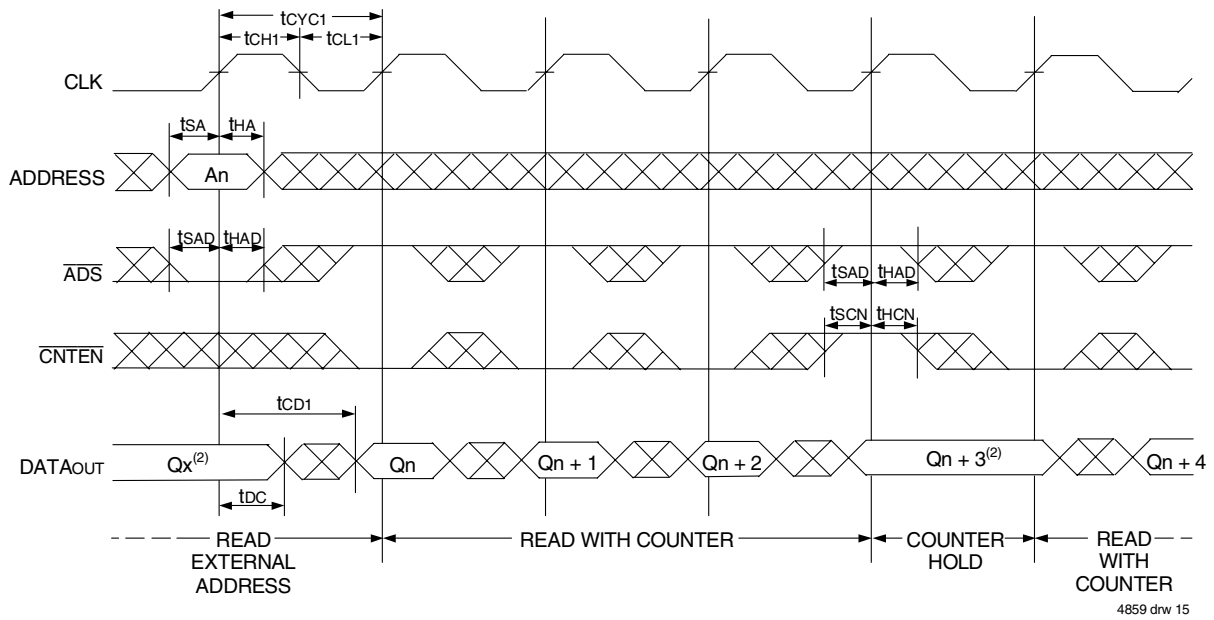 tCYC1
tCH1 tCL1
CLK
tSA tHA
ADDRESS An
tSAD tHAD
ADS
tSAD tHAD
tSCN tHCN
CNTEN
tCD1
DATAOUT Qx(2) Qn Qn + 1 Qn + 2 Qn + 3(2) Qn + 4
tDC
READ EXTERNAL ADDRESS
READ WITH COUNTER
COUNTER HOLD
READ WITH COUNTER
4859 drw 15